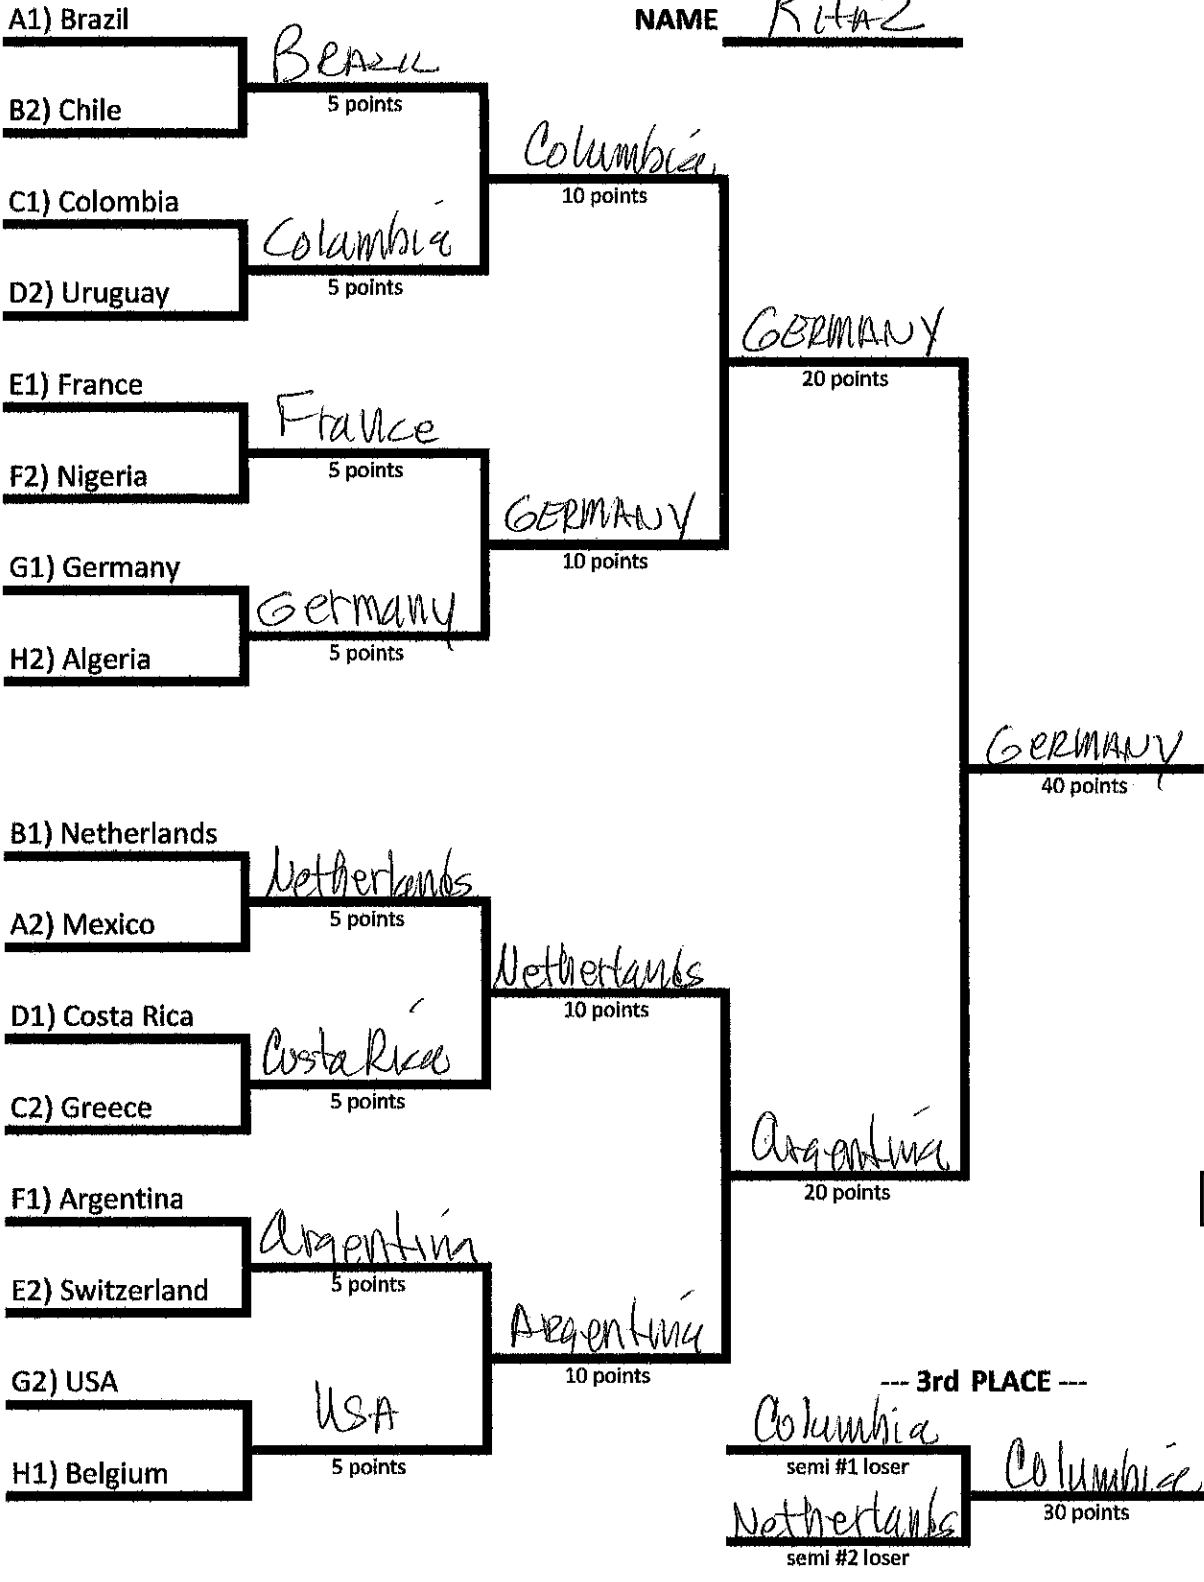 A1) Brazil
NAME Rita 2
Brazil
5 points
B2) Chile
Columbia
10 points
C1) Colombia
Columbia
5 points
D2) Uruguay
GERMANY
20 points
E1) France
France
5 points
F2) Nigeria
GERMANY
10 points
G1) Germany
Germany
5 points
H2) Algeria
GERMANY
40 points
B1) Netherlands
Netherlands
5 points
A2) Mexico
Netherlands
10 points
D1) Costa Rica
Costa Rica
5 points
C2) Greece
Argentina
20 points
F1) Argentina
Argentina
5 points
E2) Switzerland
Argentina
10 points
G2) USA
USA
5 points
H1) Belgium
--- 3rd PLACE ---
Columbia
semi #1 loser
Columbia
30 points
Netherlands
semi #2 loser